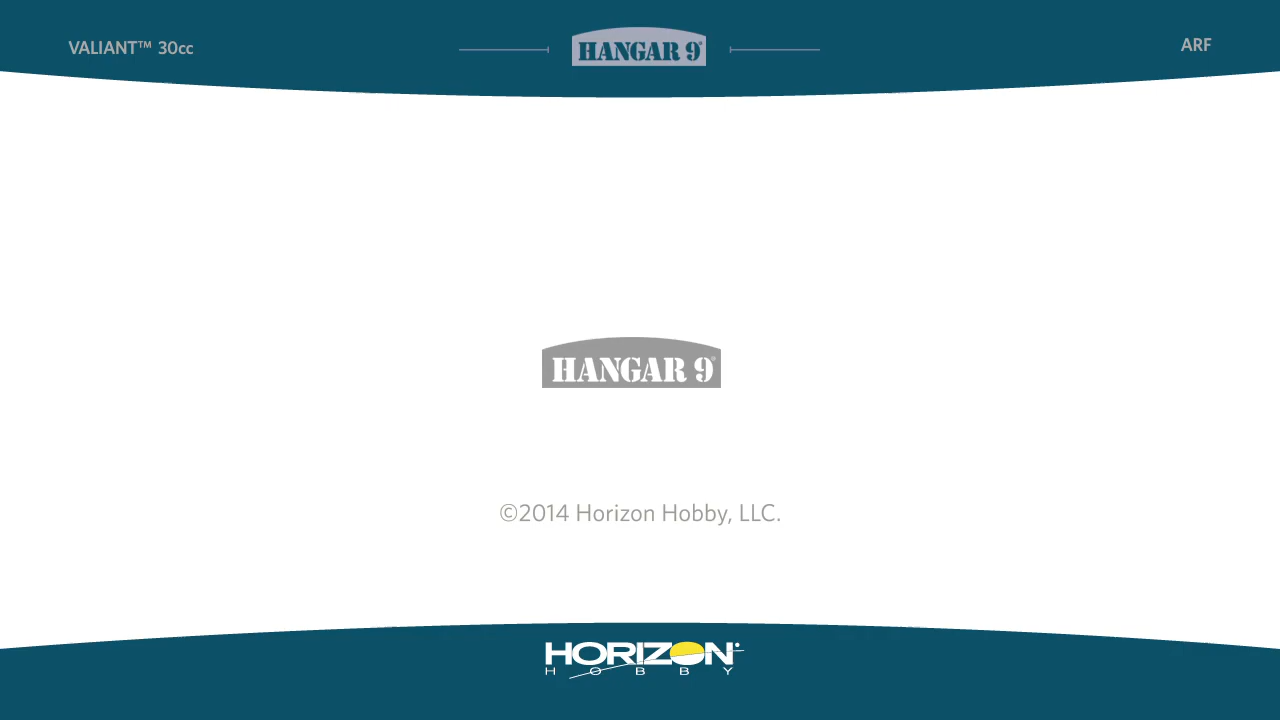 VALIANT™ 30cc
HANGAR 9®
ARF
HANGAR 9®
©2014 Horizon Hobby, LLC.
HORIZON®
HOBBY